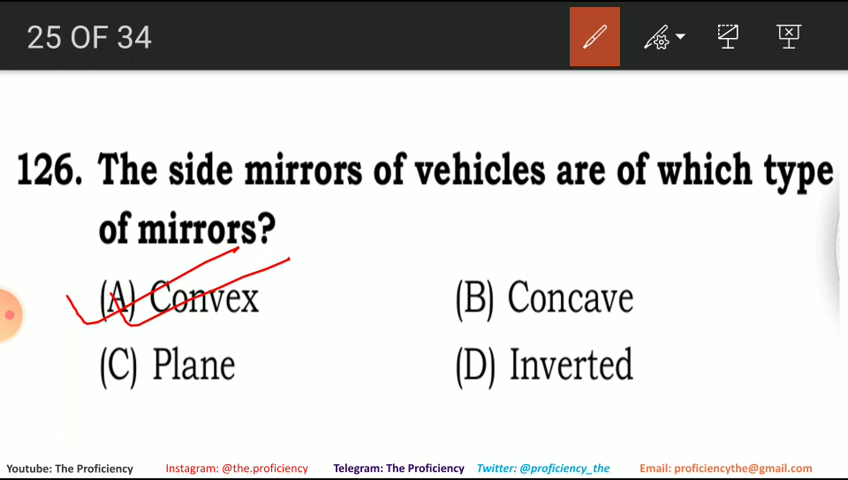 25 OF 34
126. The side mirrors of vehicles are of which type
of mirrors?
(A) Convex (B) Concave
(C) Plane (D) Inverted
Youtube: The Proficiency Instagram: @the.proficiency Telegram: The Proficiency Twitter: @proficiency_the Email: proficiencythe@gmail.com